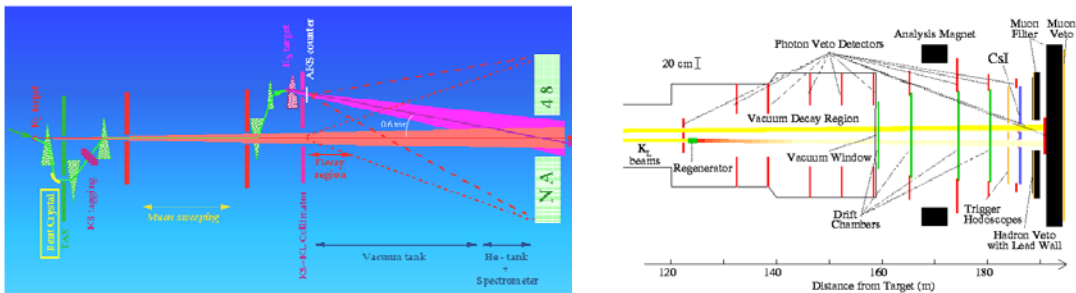 K_L target
Bent Crystal
TAX
KS tagging
Muon sweeping
K_S target
AKS counter
0.6 mr
Decay
region
KS+KL Collimator
Vacuum tank
He - tank
+
Spectrometer
NA
48
20 cm
Photon Veto Detectors
Analysis Magnet
Muon
Filter
Muon
Veto
CsI
Vacuum Decay Region
K_L
beams
Regenerator
Vacuum Window
Drift
Chambers
Trigger
Hodoscopes
Hadron Veto
with Lead Wall
120
140
160
180
Distance from Target (m)